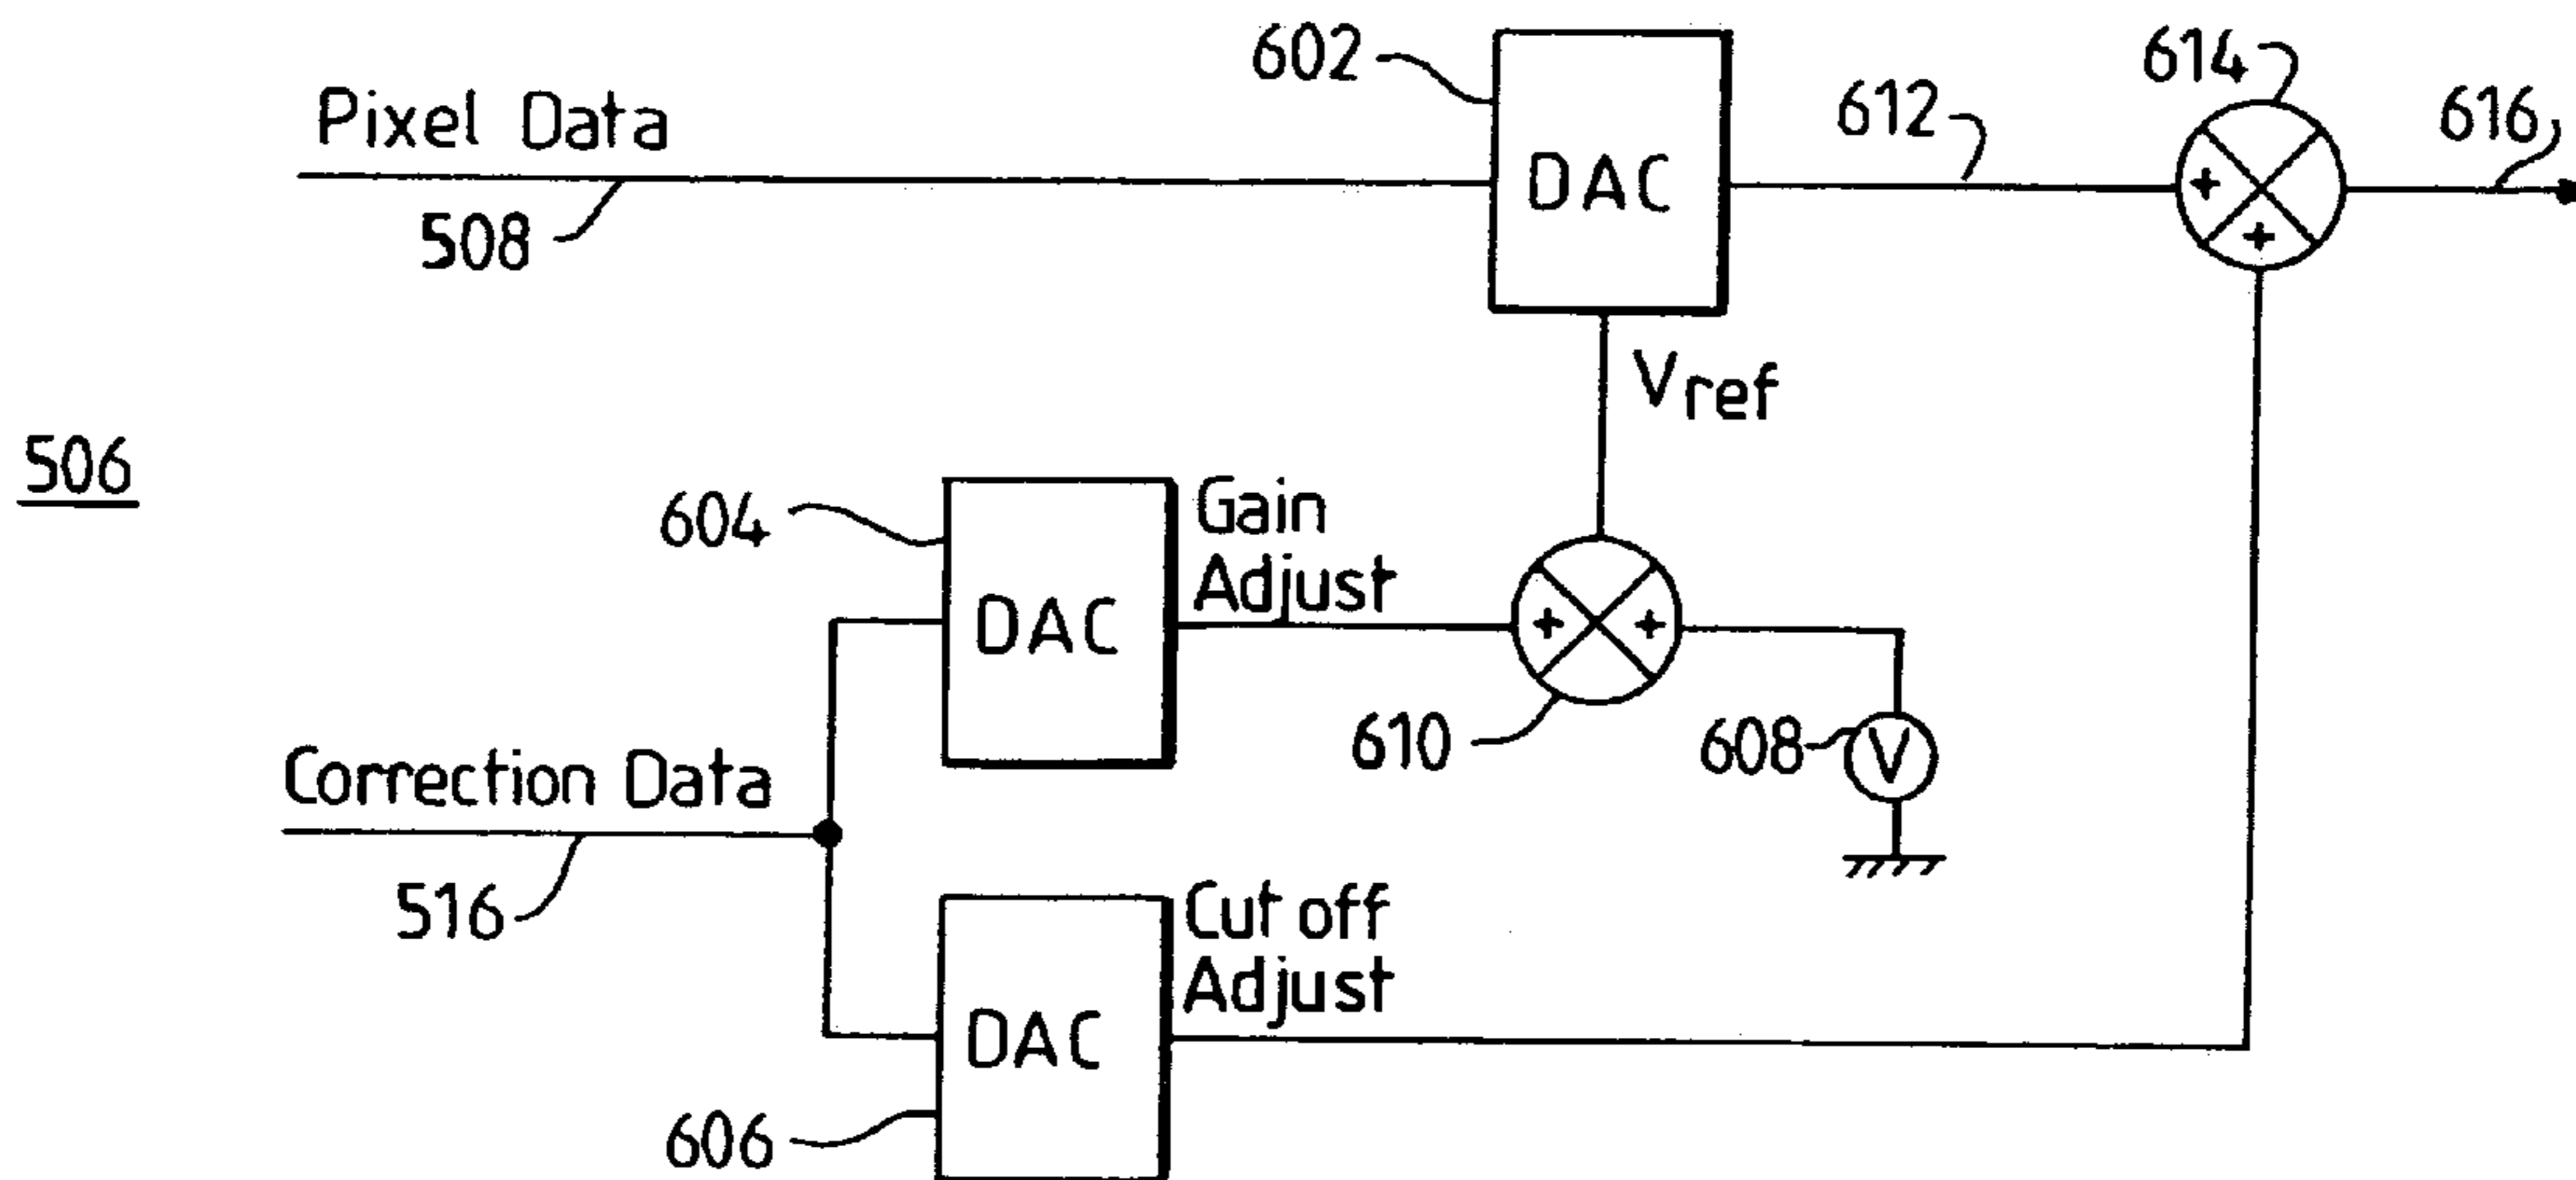 602
614
616
612
Pixel Data
DAC
508
Vref
506
604
Gain
Adjust
DAC
+
+
+
+
610
608
V
Correction Data
516
Cut off
Adjust
DAC
606